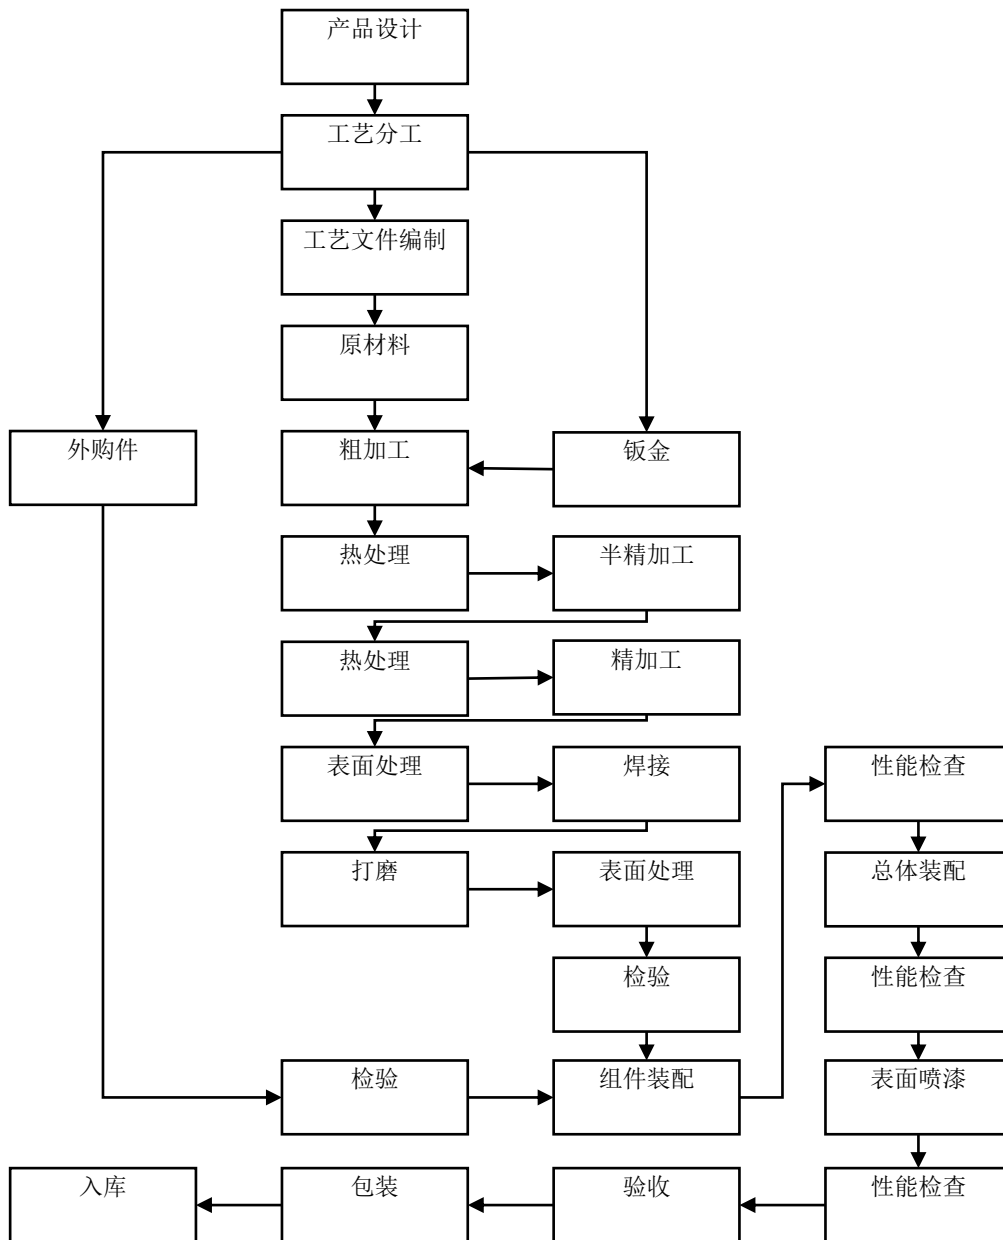 产品设计
工艺分工
工艺文件编制
原材料
外购件
粗加工
钣金
热处理
半精加工
热处理
精加工
表面处理
焊接
性能检查
打磨
表面处理
总体装配
检验
性能检查
检验
组件装配
表面喷漆
入库
包装
验收
性能检查